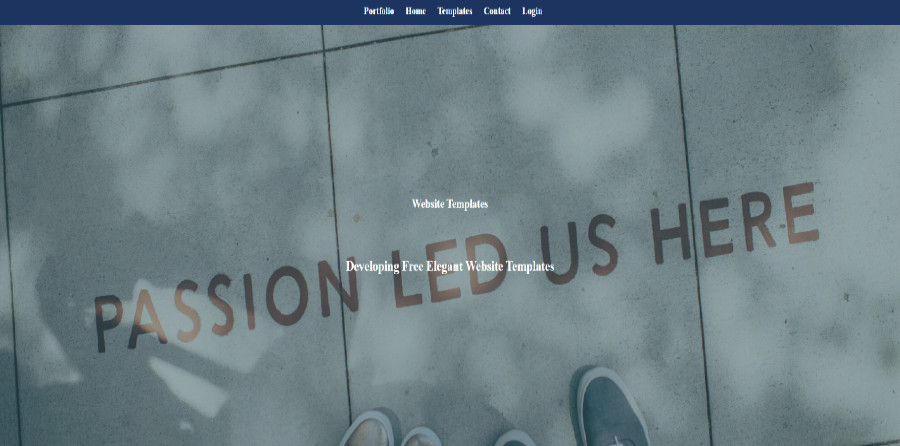 Portfolio Home Templates Contact Login
Website Templates
Developing Free Elegant Website Templates
PASSION LED US HERE